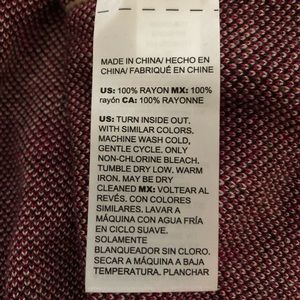 MADE IN CHINA/ HECHO EN
CHINA/ FABRIQUÉ EN CHINE
US: 100% RAYON MX: 100%
rayón CA: 100% RAYONNE
US: TURN INSIDE OUT.
WITH SIMILAR COLORS.
MACHINE WASH COLD,
GENTLE CYCLE. ONLY
NON-CHLORINE BLEACH.
TUMBLE DRY LOW. WARM
IRON. MAY BE DRY
CLEANED MX: VOLTEAR AL
REVÉS. CON COLORES
SIMILARES. LAVAR A
MÁQUINA CON AGUA FRÍA
EN CICLO SUAVE.
SOLAMENTE
BLANQUEADOR SIN CLORO.
SECAR A MÁQUINA A BAJA
TEMPERATURA. PLANCHAR